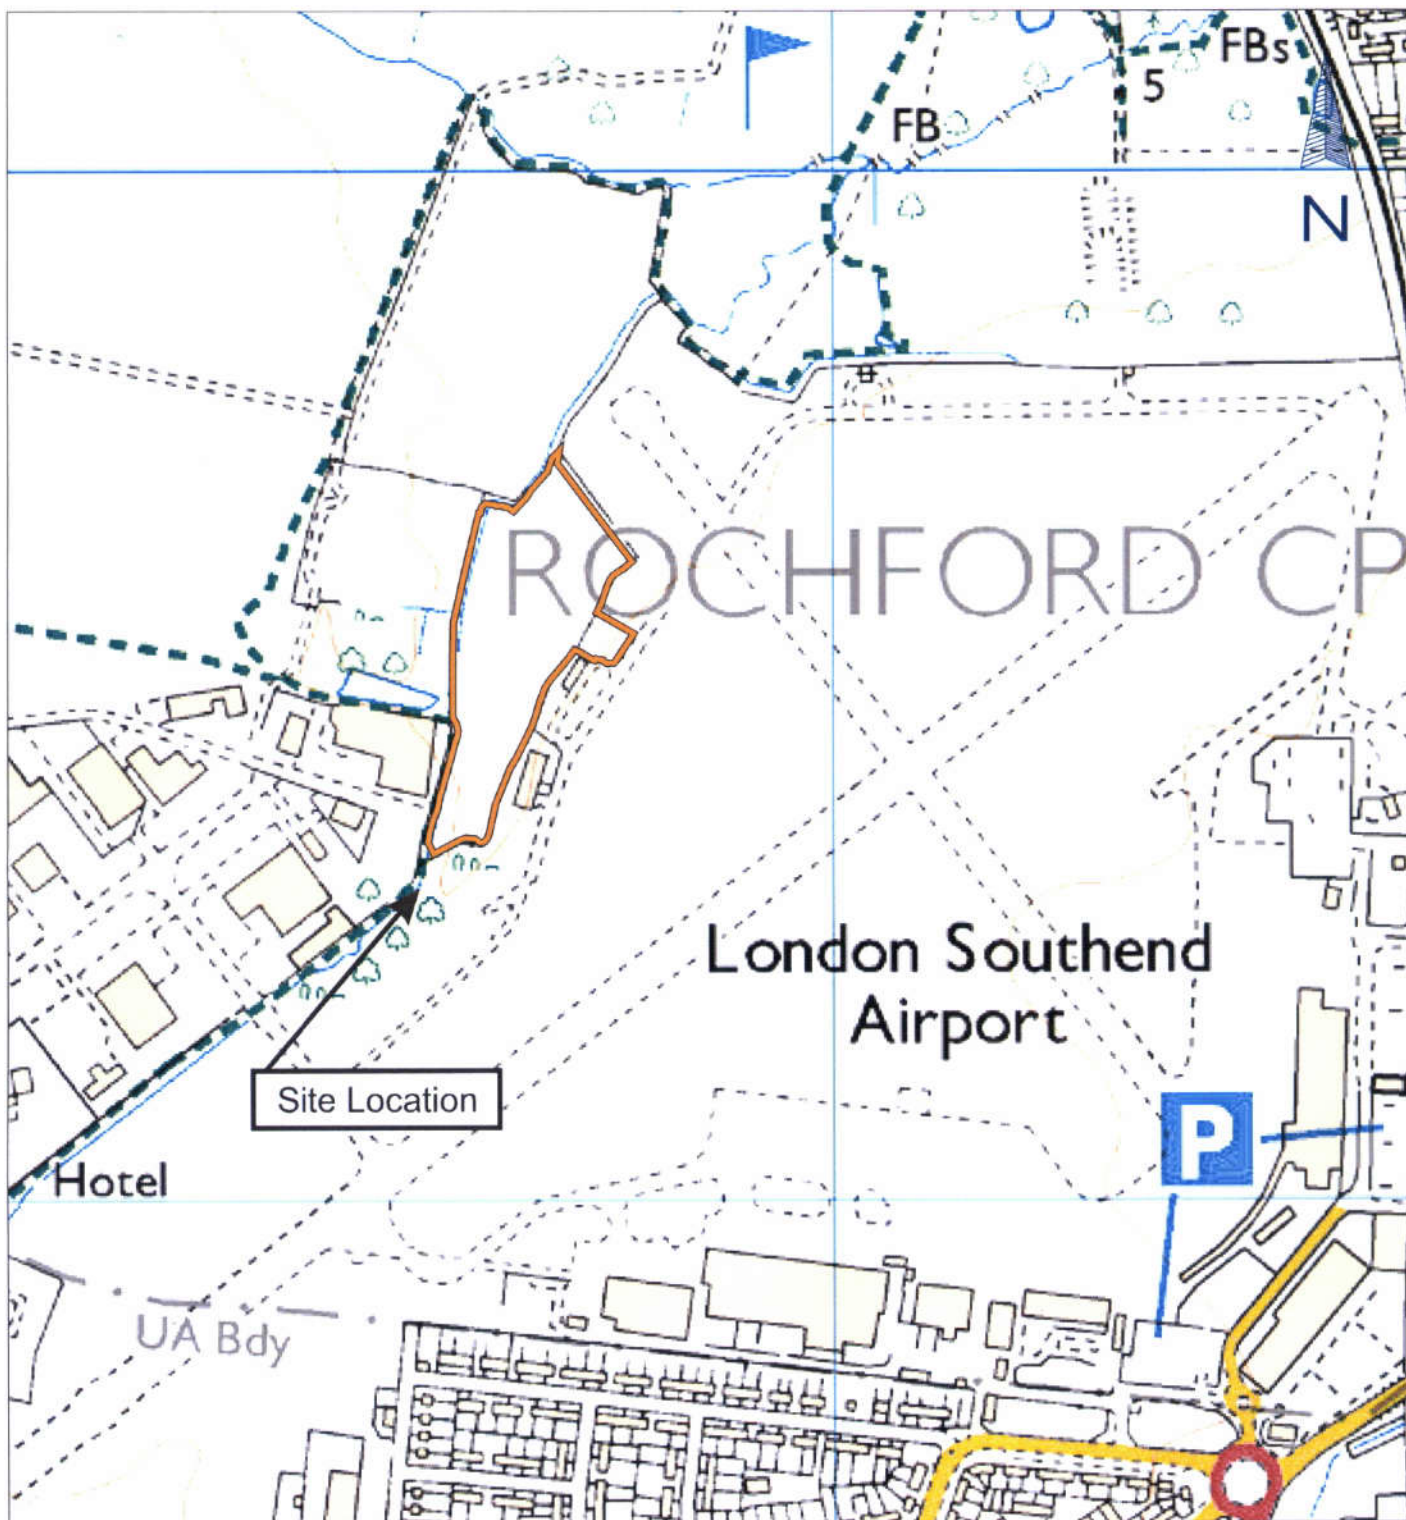 FBs
5
FB
N
ROCHFORD CP
London Southend
Airport
P
Site Location
Hotel
UA Bdy